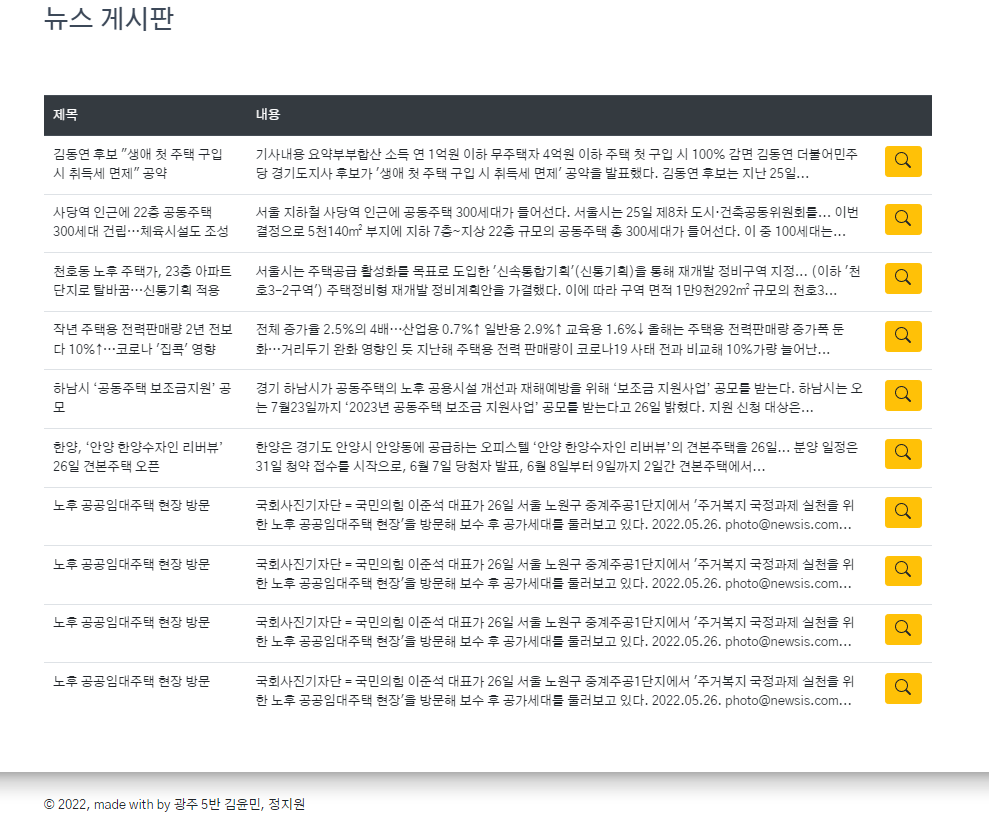 뉴스 게시판
제목 내용
김동연 후보 "생애 첫 주택 구입 기사내용 요약부부합산 소득 연 1억원 이하 무주택자 4억원 이하 주택 첫 구입 시 100% 감면 김동연 더불어민주
시 취득세 면제" 공약 당 경기도지사 후보가 '생애 첫 주택 구입 시 취득세 면제' 공약을 발표했다. 김동연 후보는 지난 25일...
사당역 인근에 22층 공동주택 서울 지하철 사당역 인근에 공동주택 300세대가 들어선다. 서울시는 25일 제8차 도시·건축공동위원회를... 이번
300세대 건립…체육시설도 조성 결정으로 5천140㎡ 부지에 지하 7층~지상 22층 규모의 공동주택 총 300세대가 들어선다. 이 중 100세대는...
천호동 노후 주택가, 23층 아파트 서울시는 주택공급 활성화를 목표로 도입한 '신속통합기획'(신통기획)을 통해 재개발 정비구역 지정... (이하 '천
단지로 탈바꿈…신통기획 적용 호3-2구역') 주택정비형 재개발 정비계획안을 가결했다. 이에 따라 구역 면적 1만9천292㎡ 규모의 천호3...
작년 주택용 전력판매량 2년 전보 전체 증가율 2.5%의 4배…산업용 0.7%↑ 일반용 2.9%↑ 교육용 1.6%↓ 올해는 주택용 전력판매량 증가폭 둔
다 10%↑…코로나 '집콕' 영향 화…거리두기 완화 영향인 듯 지난해 주택용 전력 판매량이 코로나19 사태 전과 비교해 10%가량 늘어난...
하남시 ‘공동주택 보조금지원’ 공 경기 하남시가 공동주택의 노후 공용시설 개선과 재해예방을 위해 ‘보조금 지원사업’ 공모를 받는다. 하남시는 오
모 는 7월23일까지 ‘2023년 공동주택 보조금 지원사업’ 공모를 받는다고 26일 밝혔다. 지원 신청 대상은...
한양, ‘안양 한양수자인 리버뷰’ 한양은 경기도 안양시 안양동에 공급하는 오피스텔 ‘안양 한양수자인 리버뷰’의 견본주택을 26일... 분양 일정은
26일 견본주택 오픈 31일 청약 접수를 시작으로, 6월 7일 당첨자 발표, 6월 8일부터 9일까지 2일간 견본주택에서...
노후 공공임대주택 현장 방문 국회사진기자단 = 국민의힘 이준석 대표가 26일 서울 노원구 중계주공1단지에서 '주거복지 국정과제 실천을 위
한 노후 공공임대주택 현장'을 방문해 보수 후 공가세대를 둘러보고 있다. 2022.05.26. photo@newsis.com...
노후 공공임대주택 현장 방문 국회사진기자단 = 국민의힘 이준석 대표가 26일 서울 노원구 중계주공1단지에서 '주거복지 국정과제 실천을 위
한 노후 공공임대주택 현장'을 방문해 보수 후 공가세대를 둘러보고 있다. 2022.05.26. photo@newsis.com...
노후 공공임대주택 현장 방문 국회사진기자단 = 국민의힘 이준석 대표가 26일 서울 노원구 중계주공1단지에서 '주거복지 국정과제 실천을 위
한 노후 공공임대주택 현장'을 방문해 보수 후 공가세대를 둘러보고 있다. 2022.05.26. photo@newsis.com...
노후 공공임대주택 현장 방문 국회사진기자단 = 국민의힘 이준석 대표가 26일 서울 노원구 중계주공1단지에서 '주거복지 국정과제 실천을 위
한 노후 공공임대주택 현장'을 방문해 보수 후 공가세대를 둘러보고 있다. 2022.05.26. photo@newsis.com...
© 2022, made with by 광주 5반 김윤민, 정지원